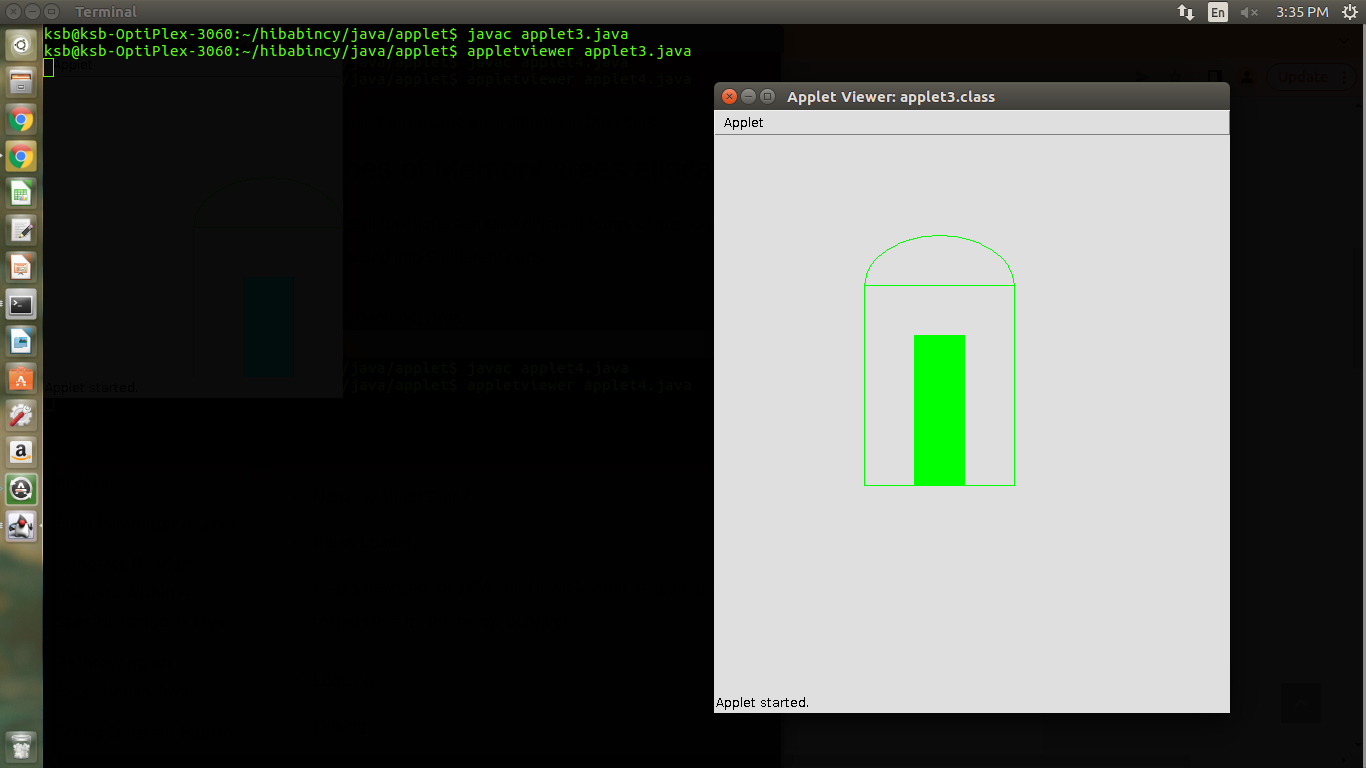 Terminal
En
3:35 PM
ksb@ksb-OptiPlex-3060:~/hibabincy/java/applet$ javac applet3.java
ksb@ksb-OptiPlex-3060:~/hibabincy/java/applet$ appletviewer applet3.java
Applet
/java/applet$ appletviewer applet4.java
Update
Applet Viewer: applet3.class
Applet
/java/applet$ javac applet4.java
/java/applet$ appletviewer applet4.java
Applet started.
Applet started.